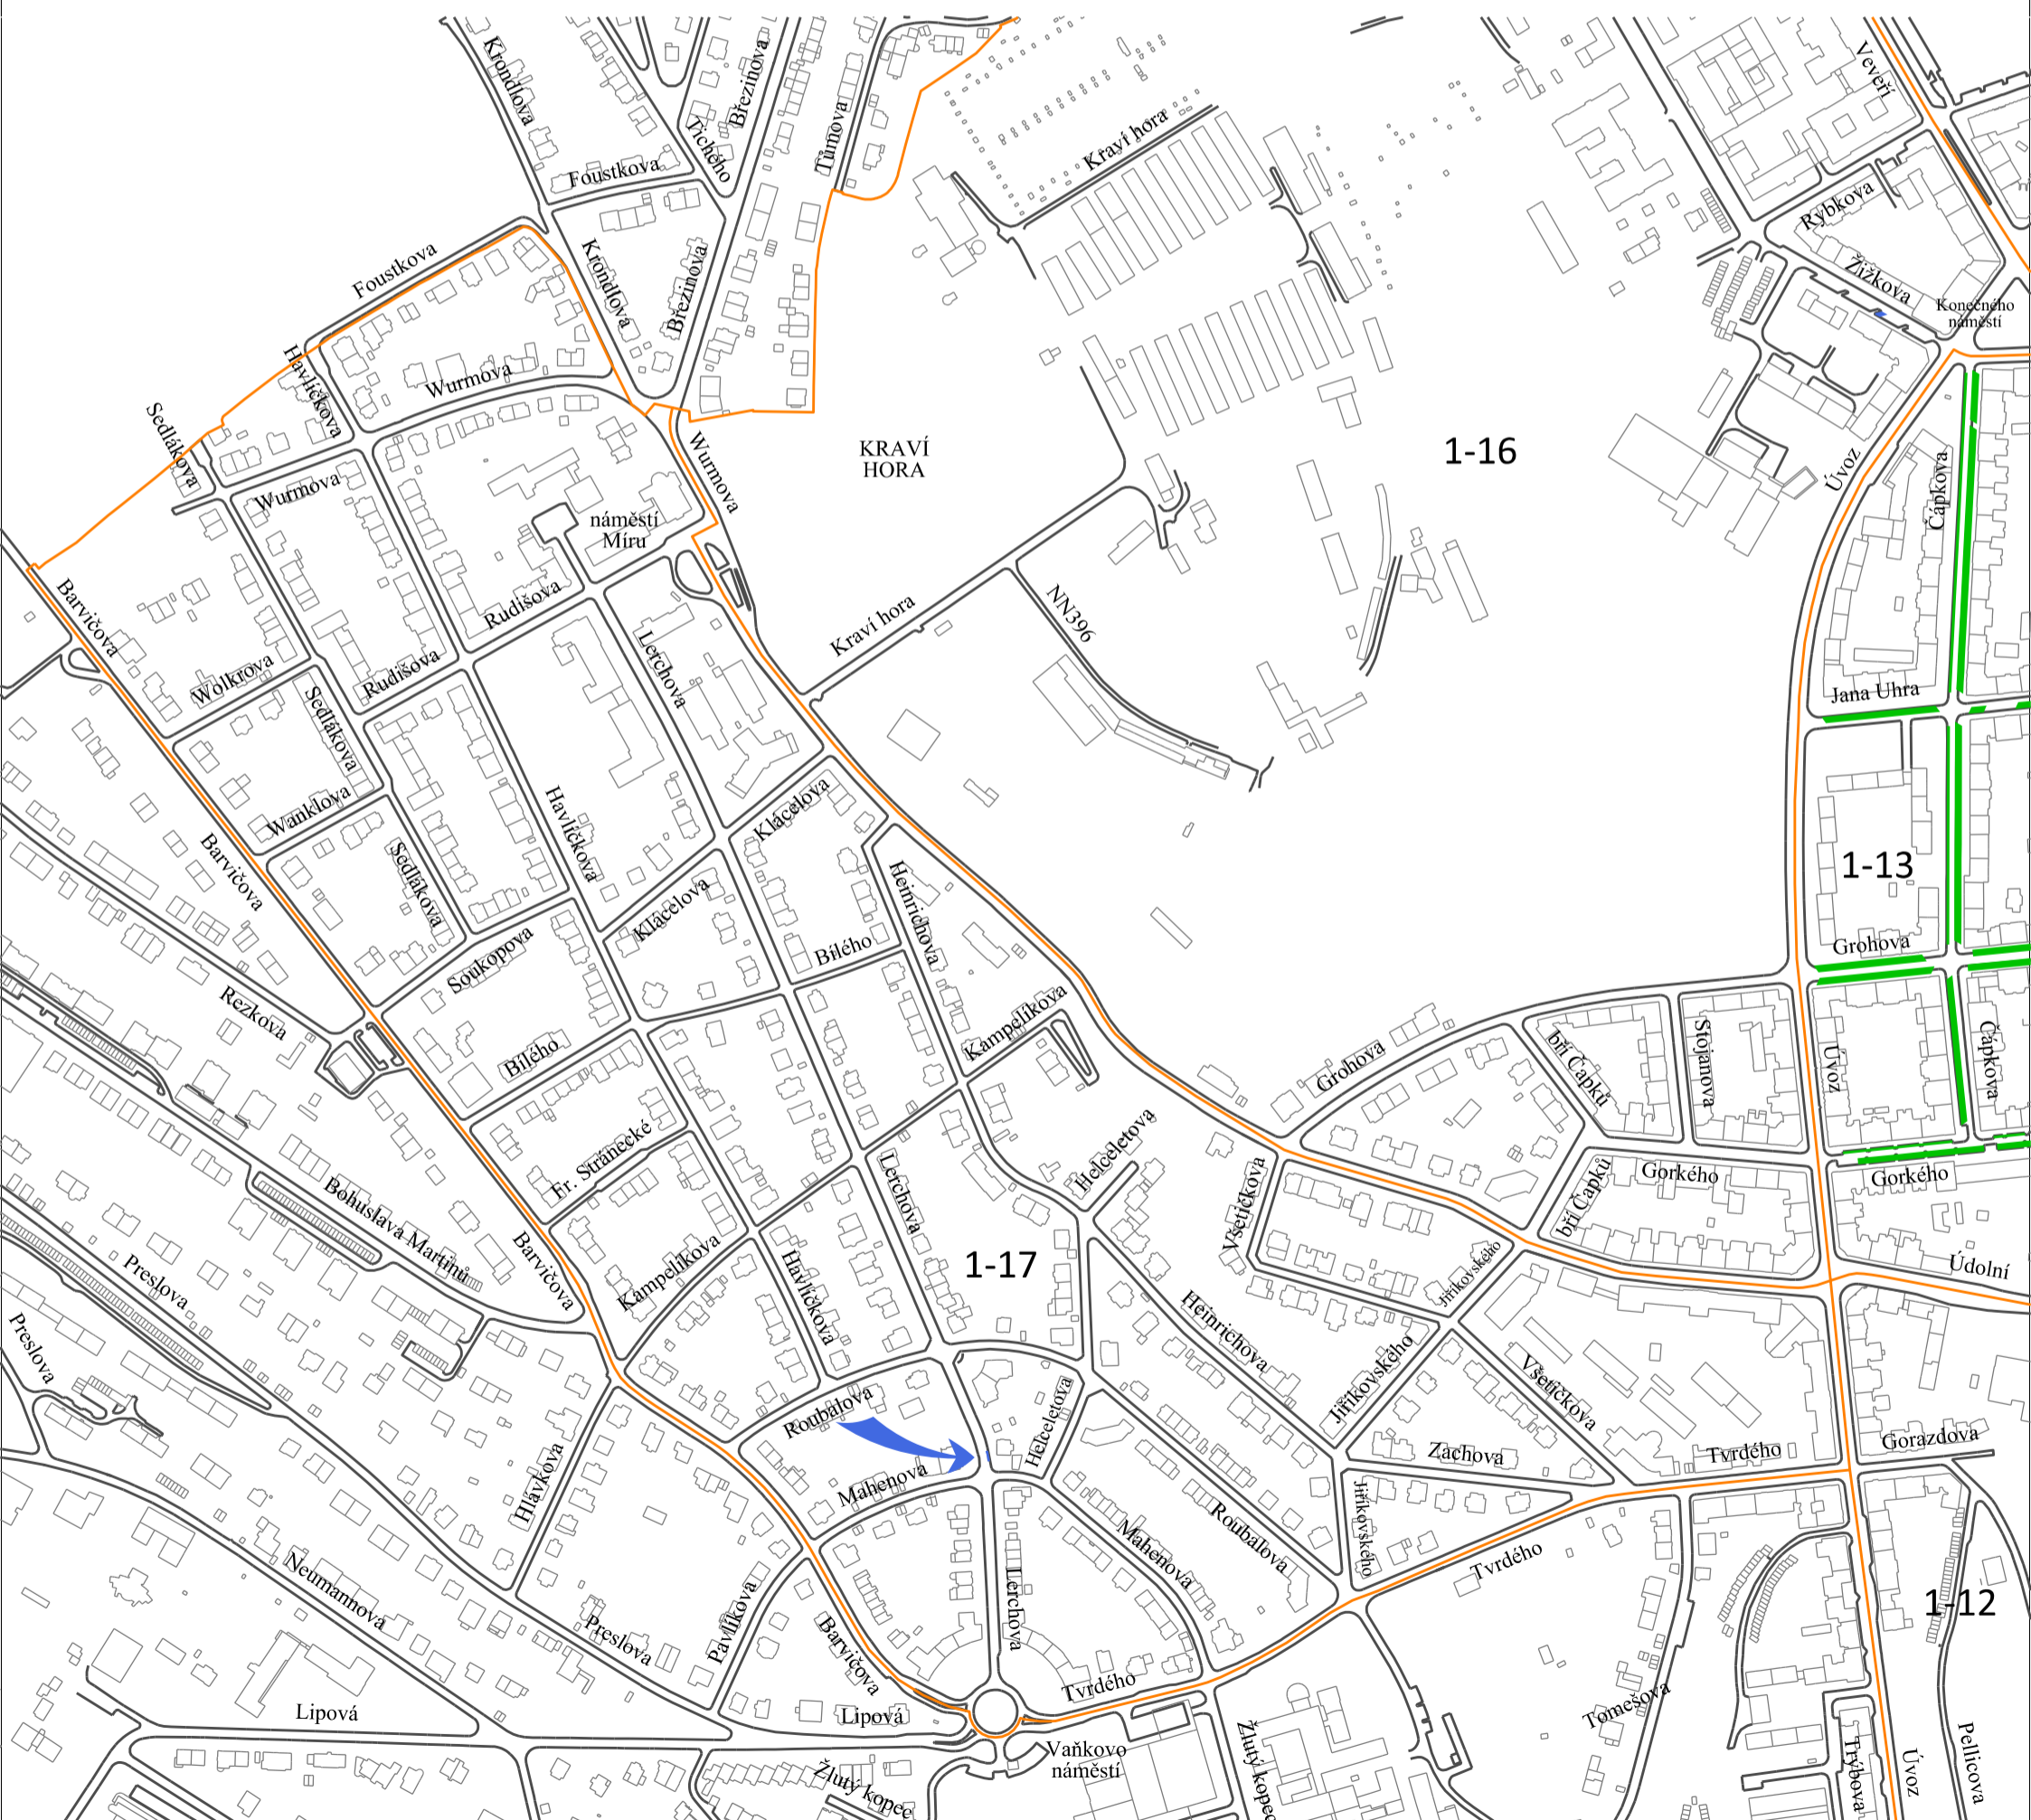 Krondlova
Březinova
Tichého
Tůmova
Veveří
Foustkova
Kraví hora
Rybkova
Foustkova
Krondlova
Březinova
Žižkova
Konečného
náměstí
Havlíčkova
Wurmova
Sedlákova
Wurmova
KRAVÍ
HORA
1-16
Úvoz
Čápkova
Wurmova
náměstí
Míru
Barvičova
Rudišova
Kraví hora
NN396
Wolkrova
Rudišova
Lerchova
Sedlákova
Jana Uhra
Wanklova
Havlíčkova
Klácelova
Barvičova
Sedlákova
Klácelova
Heinrichova
1-13
Soukopova
Bílého
Grohova
Rezkova
Kampelíkova
Bílého
Grohova
bří Čapků
Stojanova
Úvoz
Čápkova
Fr. Stránecké
Lerchova
Helceletova
Všetičkova
bří Čapků
Gorkého
Gorkého
Bohuslava Martinů
Barvičova
Kampelíkova
Havlíčkova
1-17
Jiříkovského
Údolní
Preslova
Preslova
Heinrichova
Jiříkovského
Všetičkova
Roubalova
Helceletova
Zachova
Tvrdého
Gorazdova
Hlávkova
Mahenova
Jiříkovského
Roubalova
Mahenova
Neumannova
Preslova
Pavlíkova
Barvičova
Lerchova
Tvrdého
1-12
Tvrdého
Tomešova
Lipová
Lipová
Vaňkovo
náměstí
Žlutý kopec
Žlutý kopec
Trýbova
Úvoz
Pellicova